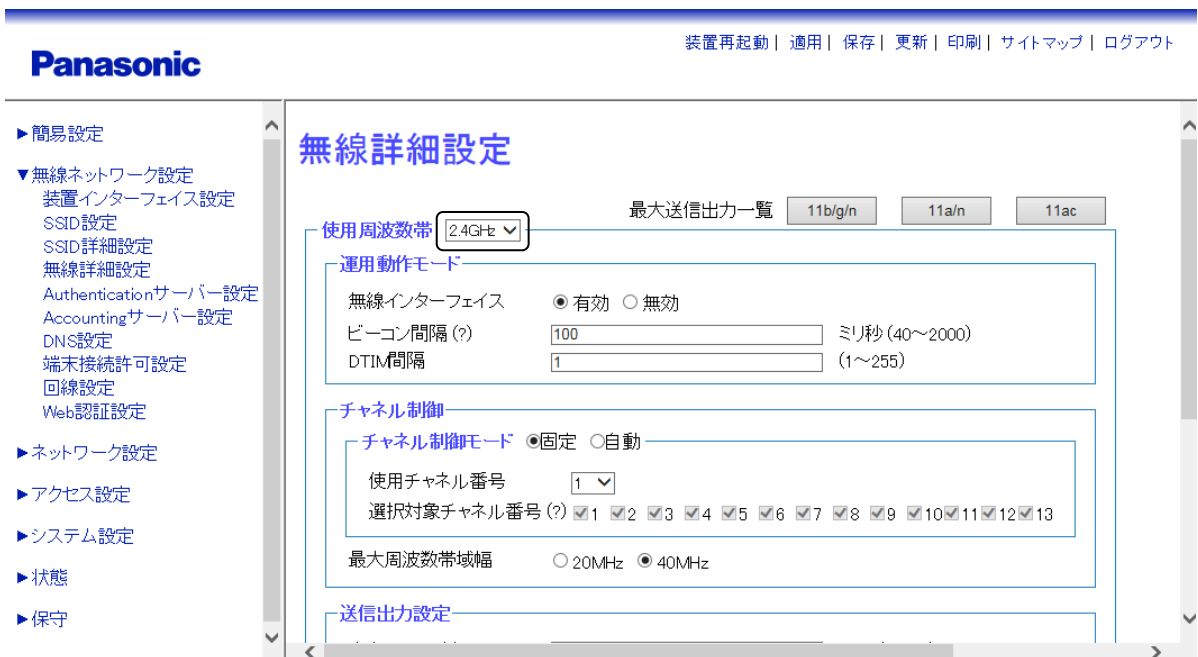 装置再起動| 適用| 保存| 更新| 印刷| サイトマップ| ログアウト
Panasonic
▶簡易設定
▼無線ネットワーク設定
装置インターフェイス設定
SSID設定
SSID詳細設定
無線詳細設定
Authenticationサーバー設定
Accountingサーバー設定
DNS設定
端末接続許可設定
回線設定
Web認証設定
▶ネットワーク設定
▶アクセス設定
▶システム設定
▶状態
▶保守
無線詳細設定
最大送信出力一覧 11b/g/n 11a/n 11ac
使用周波数帯 2.4GHz
運用動作モード
無線インターフェイス 有効 無効
ビーコン間隔(?) 100 ミリ秒(40～2000)
DTIM間隔 1 (1～255)
チャネル制御
チャネル制御モード 固定 自動
使用チャネル番号 1
選択対象チャネル番号(?) 1 2 3 4 5 6 7 8 9 10 11 12 13
最大周波数帯域幅 20MHz 40MHz
送信出力設定